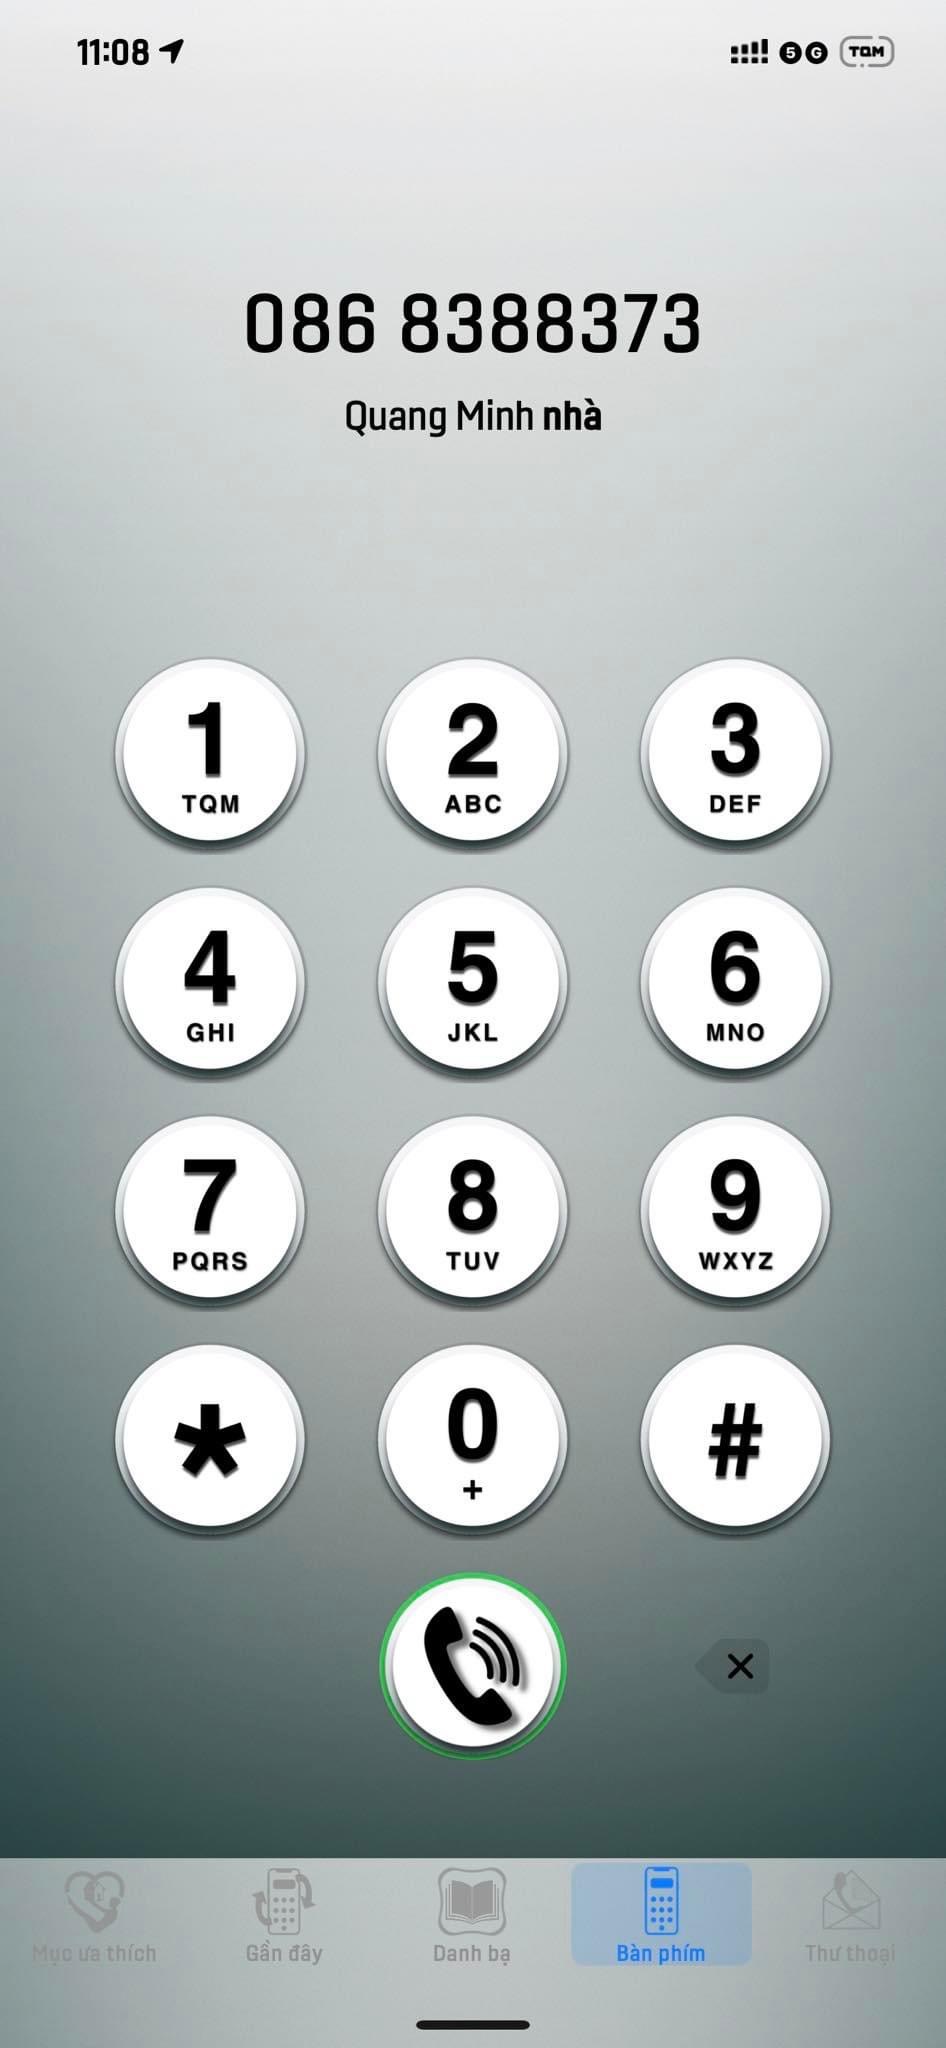 11:08 5G TQM
086 8388373
Quang Minh nhà
1 2 3
TQM ABC DEF
4 5 6
GHI JKL MNO
7 8 9
PQRS TUV WXYZ
* 0 #
+
Mục ưa thích Gần đây Danh bạ Bàn phím Thư thoại